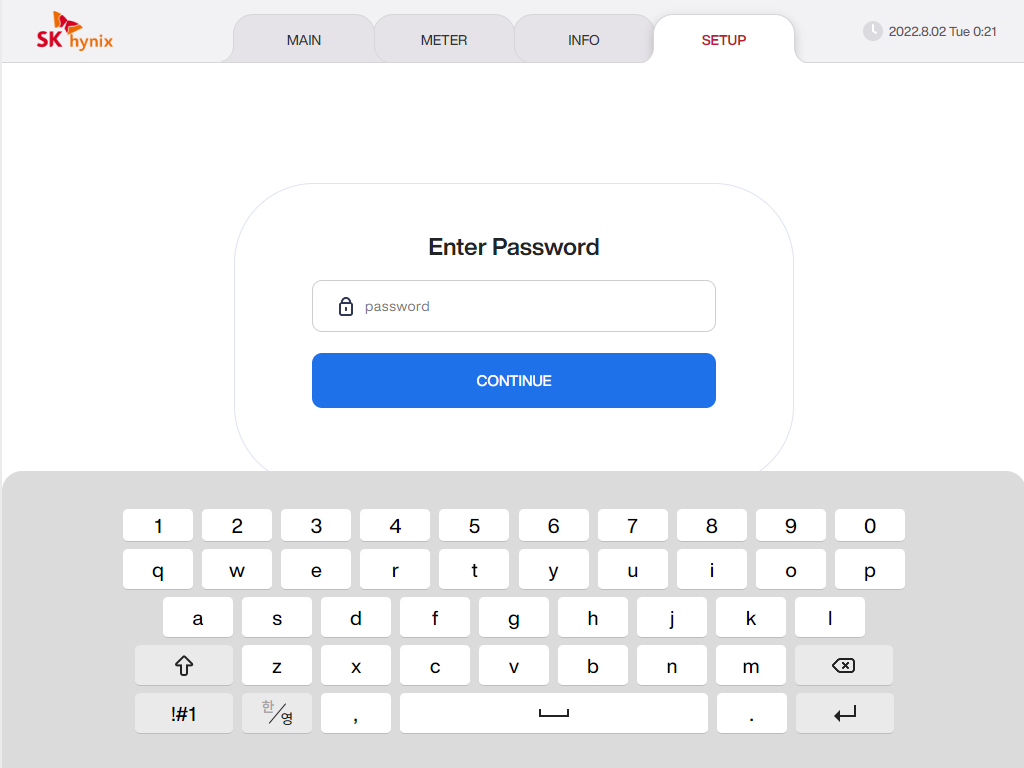 SK hynix
MAIN
METER
INFO
SETUP
2022.8.02 Tue 0:21
Enter Password
password
CONTINUE
1 2 3 4 5 6 7 8 9 0
q w e r t y u i o p
a s d f g h j k l
z x c v b n m
!#1 한/영 , .